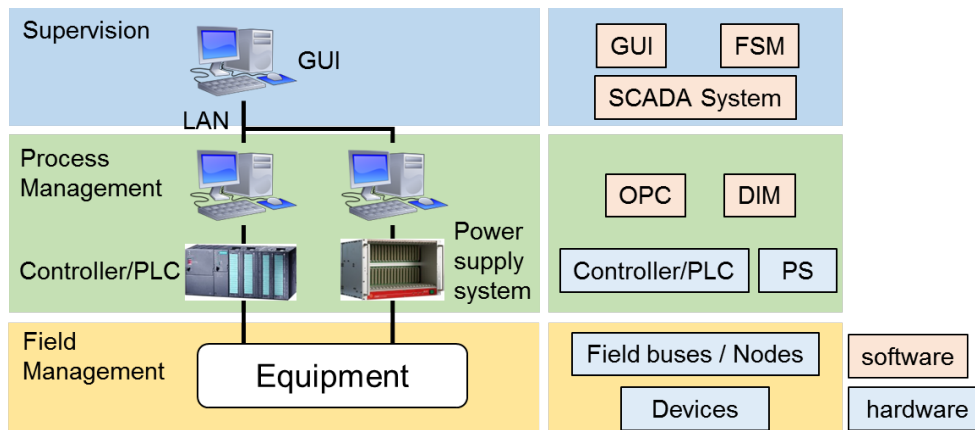 Supervision
GUI
LAN
GUI
FSM
SCADA System
Process
Management
Controller/PLC
Power
supply
system
OPC
DIM
Controller/PLC
PS
Field
Management
Equipment
Field buses / Nodes
Devices
software
hardware